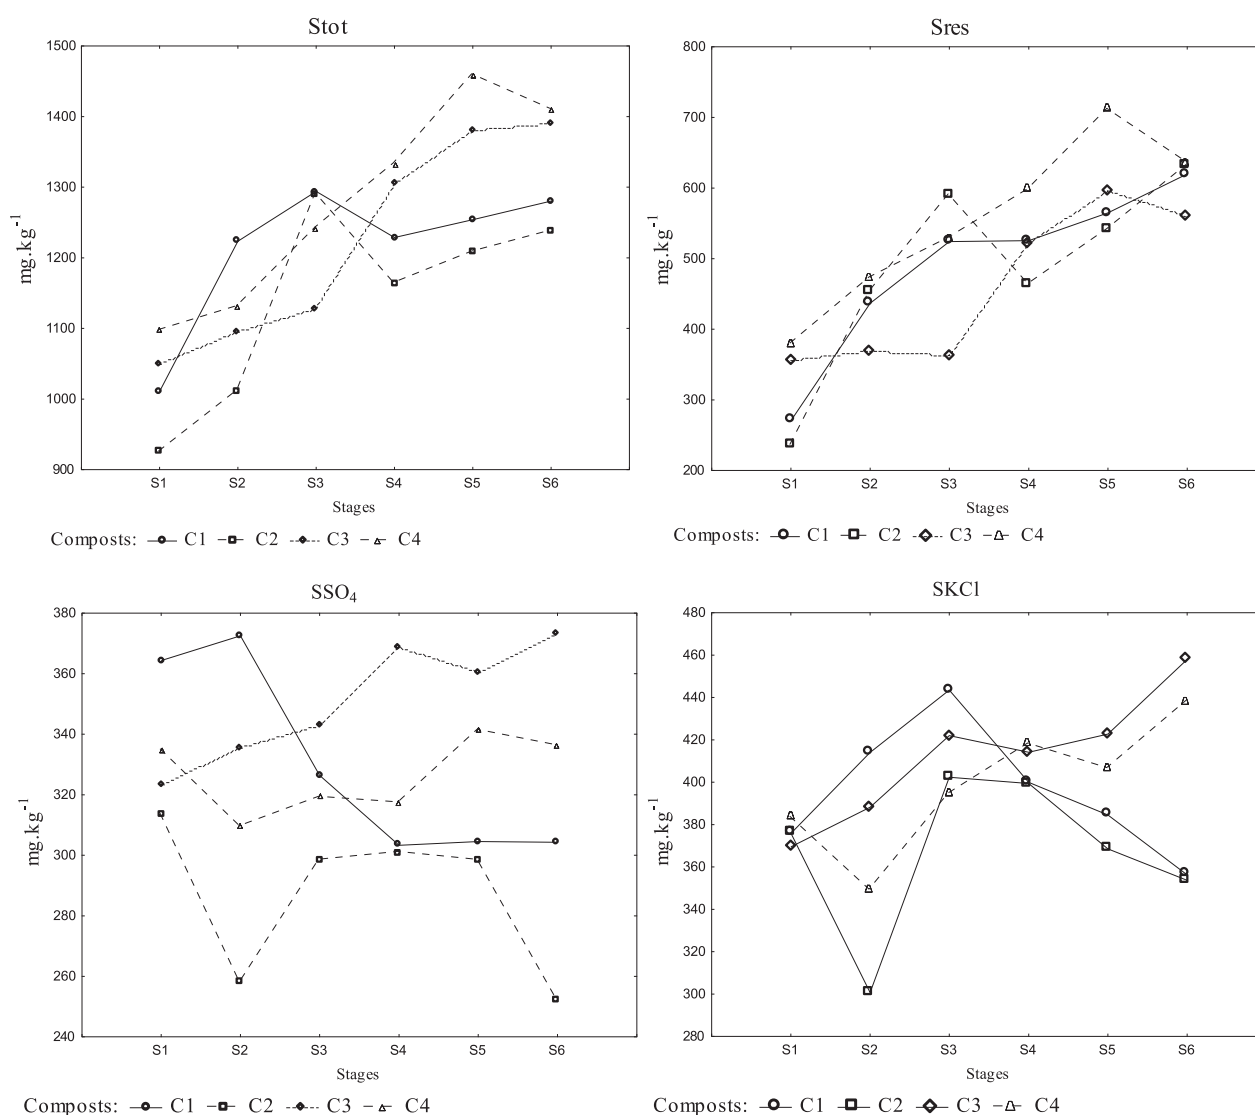 Stot
1500
1400
1300
1200
1100
1000
900
mg.kg-1
S1 S2 S3 S4 S5 S6
Stages
Composts: C1 C2 C3 C4
Sres
800
700
600
500
400
300
200
mg.kg-1
S1 S2 S3 S4 S5 S6
Stages
Composts: C1 C2 C3 C4
SSO4
380
360
340
320
300
280
260
240
mg.kg-1
S1 S2 S3 S4 S5 S6
Stages
Composts: C1 C2 C3 C4
SKCl
480
460
440
420
400
380
360
340
320
300
280
mg.kg-1
S1 S2 S3 S4 S5 S6
Stages
Composts: C1 C2 C3 C4